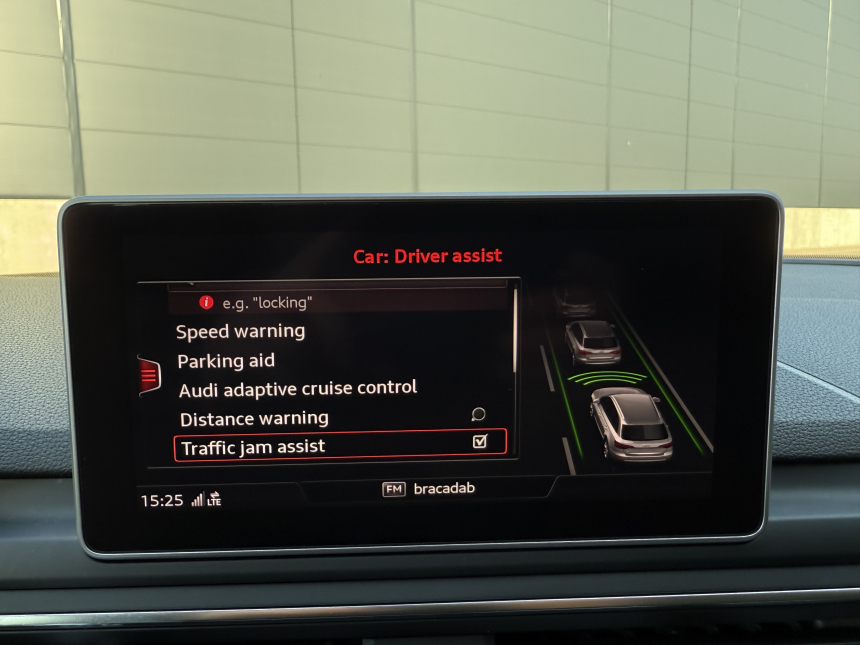 Car: Driver assist
e.g. "locking"
Speed warning
Parking aid
Audi adaptive cruise control
Distance warning
Traffic jam assist
15:25 LTE
FM bracadab